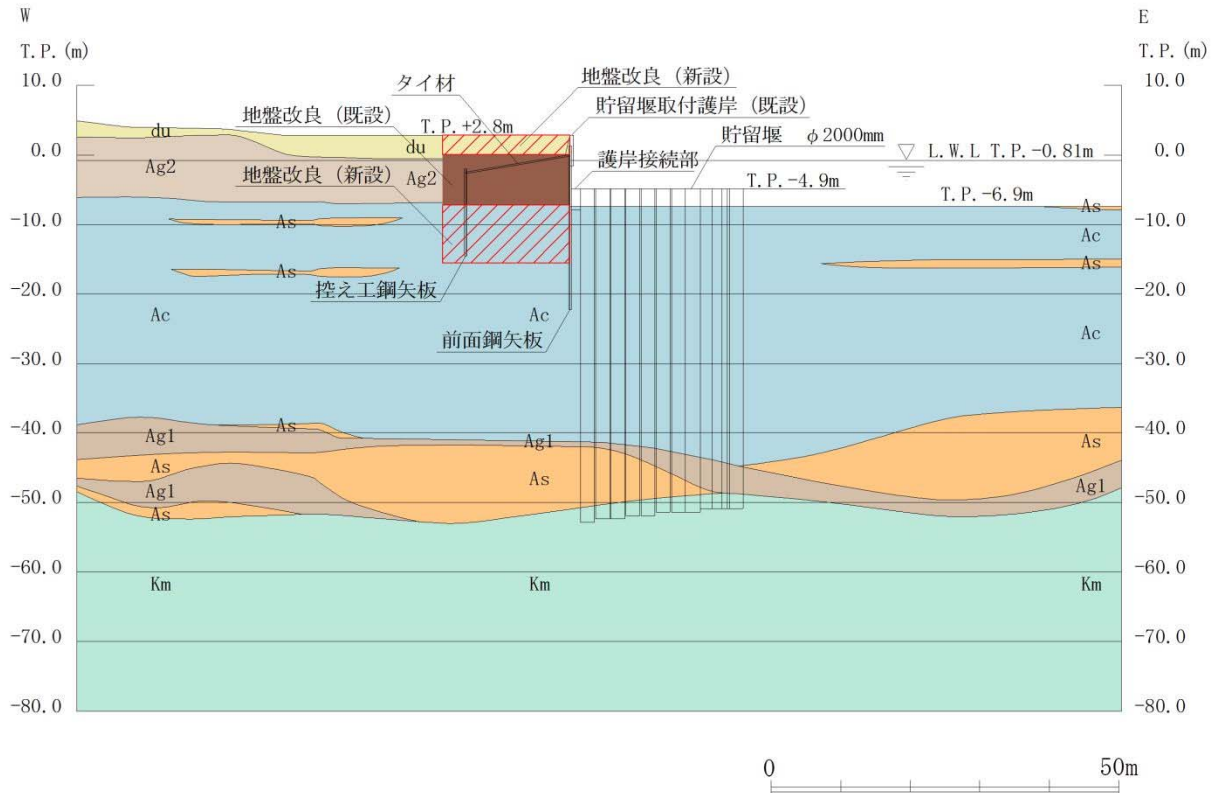 W
E
T.P.(m)
T.P.(m)
10.0
10.0
タイ材
地盤改良（新設）
地盤改良（既設）
貯留堰取付護岸（既設）
T.P.+2.8m
貯留堰 φ2000mm
du
du
護岸接続部
L.W.L T.P.-0.81m
0.0
0.0
Ag2
Ag2
地盤改良（新設）
T.P.-4.9m
T.P.-6.9m
-10.0
-10.0
As
As
Ac
As
As
-20.0
-20.0
控え工鋼矢板
Ac
Ac
前面鋼矢板
Ac
-30.0
-30.0
-40.0
-40.0
As
Ag1
Ag1
As
As
As
Ag1
Ag1
As
-50.0
-50.0
-60.0
-60.0
Km
Km
Km
-70.0
-70.0
-80.0
-80.0
0
50m